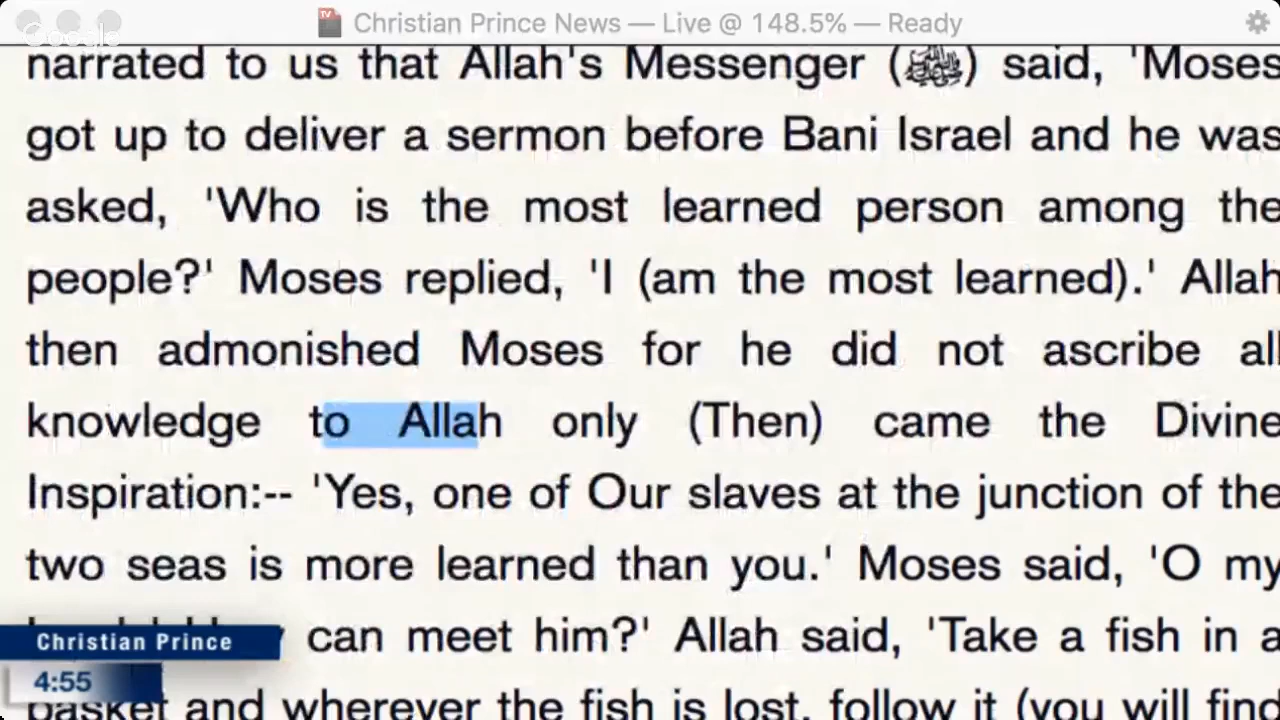 Christian Prince News — Live @ 148.5% — Ready
Google
narrated to us that Allah's Messenger (ﷺ) said, 'Moses
got up to deliver a sermon before Bani Israel and he was
asked, 'Who is the most learned person among the
people?' Moses replied, 'I (am the most learned).' Allah
then admonished Moses for he did not ascribe all
knowledge to Allah only (Then) came the Divine
Inspiration:-- 'Yes, one of Our slaves at the junction of the
two seas is more learned than you.' Moses said, 'O my
can meet him?' Allah said, 'Take a fish in a
Christian Prince
4:55
basket and wherever the fish is lost, follow it (you will find